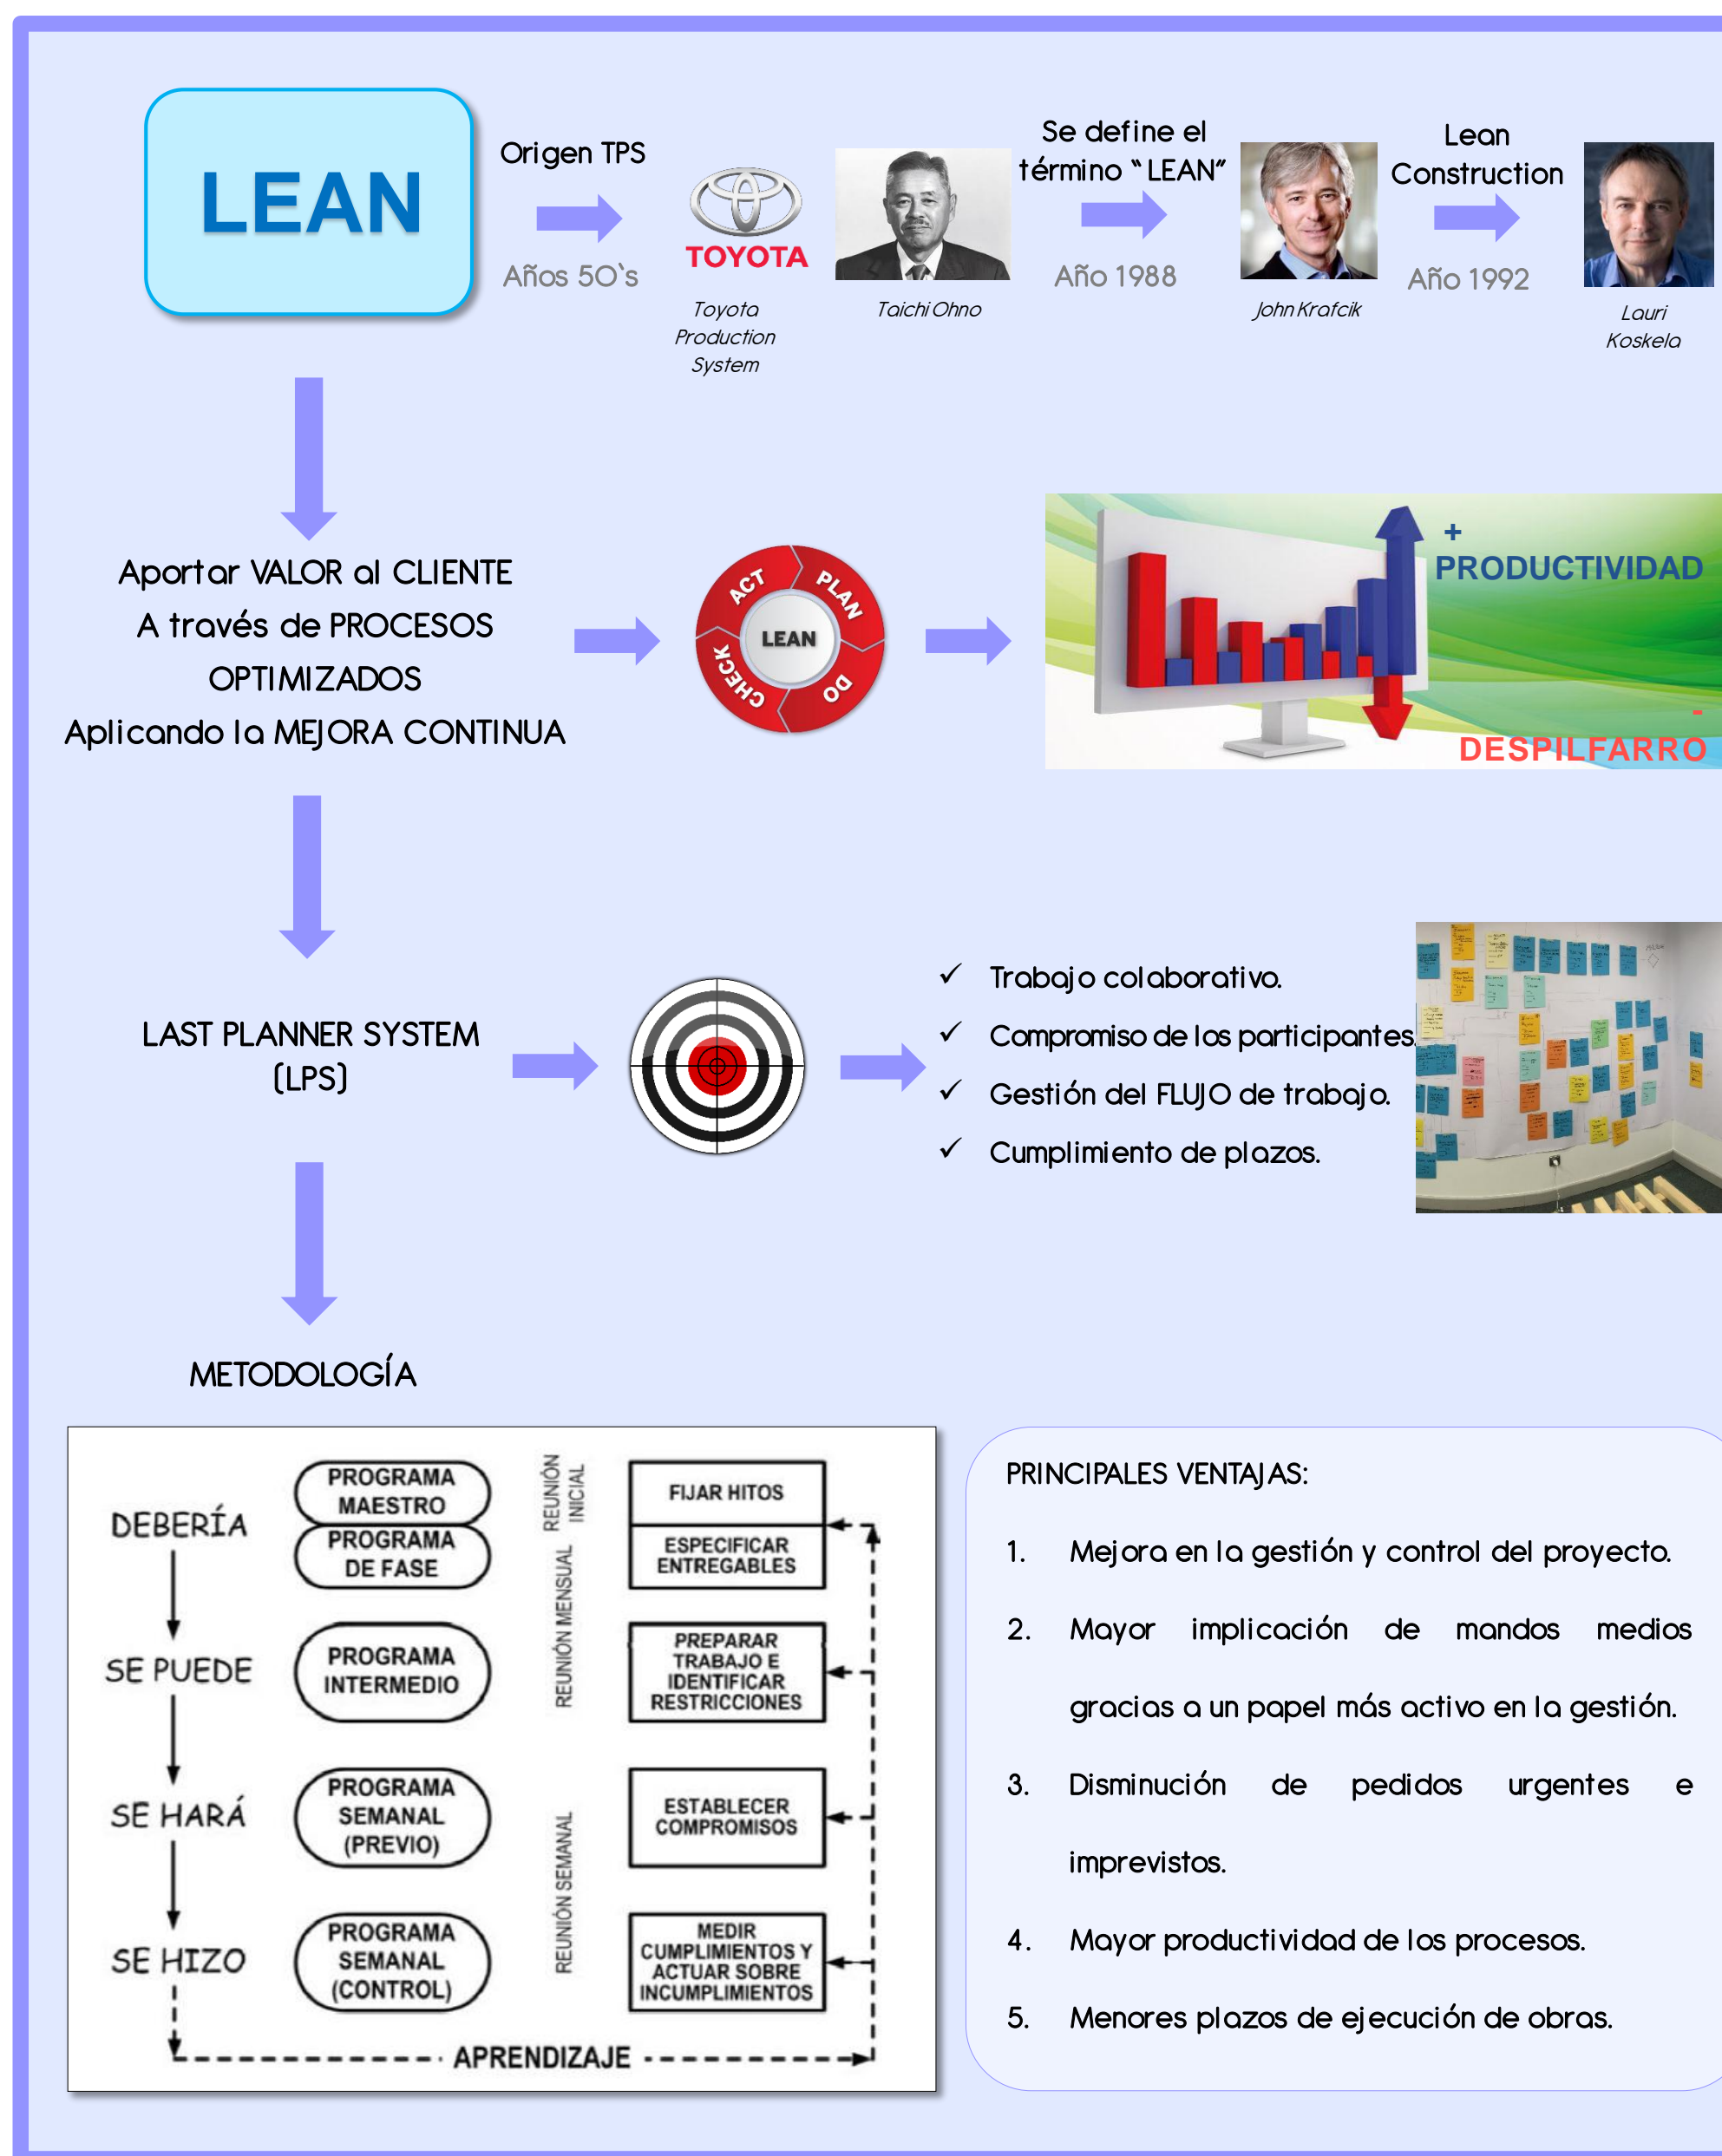 LEAN
Origen TPS
Años 50`s
TOYOTA
Toyota
Production
System
Taichi Ohno
Se define el
término “ LEAN”
Año 1988
John Krafcik
Lean
Construction
Año 1992
Lauri
Koskela
Aportar VALOR al CLIENTE
A través de PROCESOS
OPTIMIZADOS
Aplicando la MEJORA CONTINUA
ACT
PLAN
LEAN
CHECK
DO
+
PRODUCTIVIDAD
-
DESPILFARRO
LAST PLANNER SYSTEM
(LPS)
✓ Trabajo colaborativo.
✓ Compromiso de los participantes.
✓ Gestión del FLUJO de trabajo.
✓ Cumplimiento de plazos.
METODOLOGÍA
DEBERÍA
SE PUEDE
SE HARÁ
SE HIZO
PROGRAMA
MAESTRO
PROGRAMA
DE FASE
PROGRAMA
INTERMEDIO
PROGRAMA
SEMANAL
(PREVIO)
PROGRAMA
SEMANAL
(CONTROL)
REUNIÓN
INICIAL
REUNIÓN MENSUAL
REUNIÓN SEMANAL
FIJAR HITOS
ESPECIFICAR
ENTREGABLES
PREPARAR
TRABAJO E
IDENTIFICAR
RESTRICCIONES
ESTABLECER
COMPROMISOS
MEDIR
CUMPLIMIENTOS Y
ACTUAR SOBRE
INCUMPLIMIENTOS
APRENDIZAJE
PRINCIPALES VENTAJAS:
1. Mejora en la gestión y control del proyecto.
2. Mayor implicación de mandos medios
gracias a un papel más activo en la gestión.
3. Disminución de pedidos urgentes e
imprevistos.
4. Mayor productividad de los procesos.
5. Menores plazos de ejecución de obras.